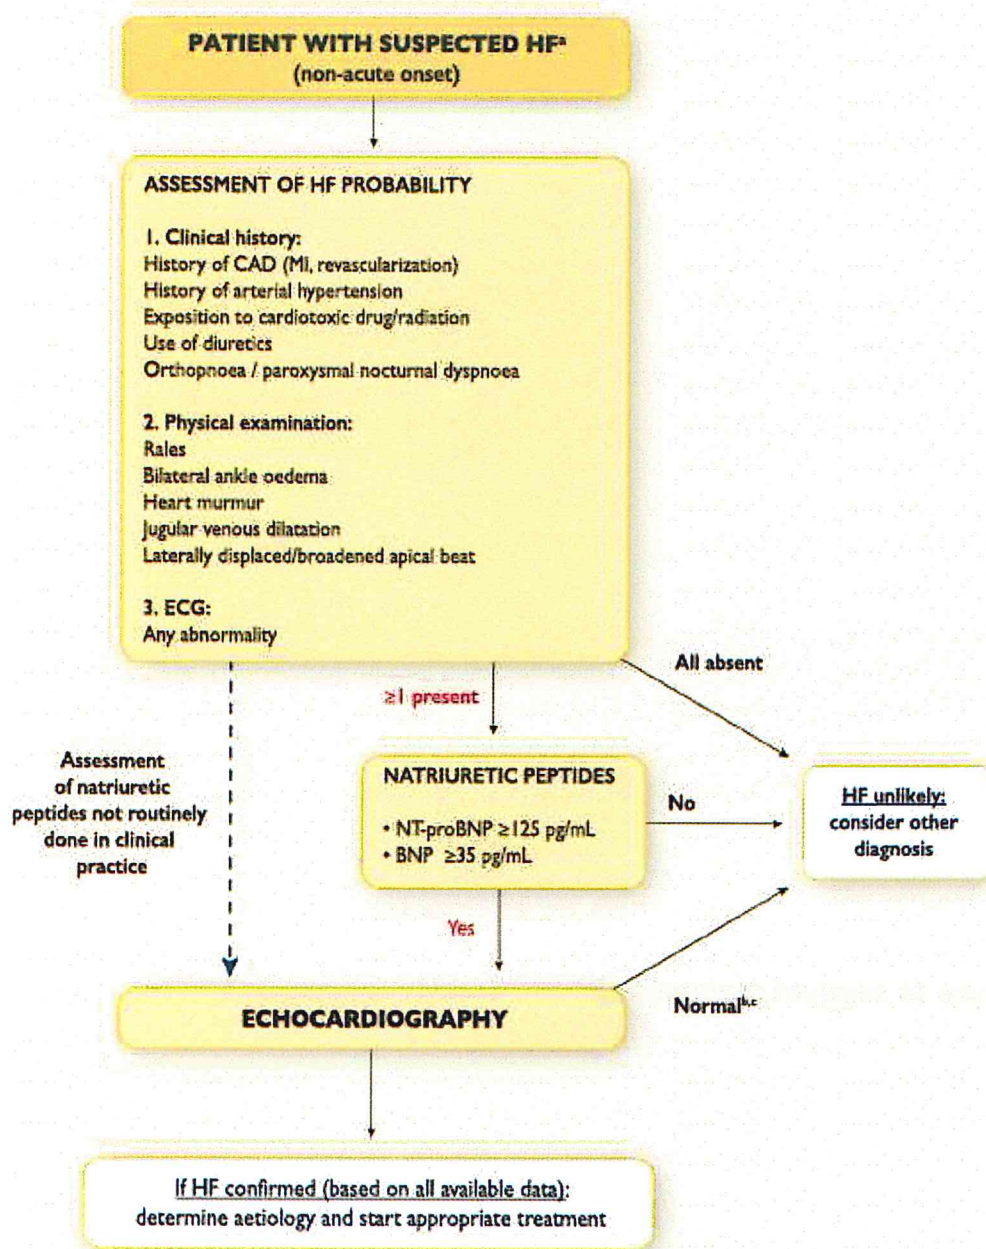 PATIENT WITH SUSPECTED HFᵃ
(non-acute onset)
ASSESSMENT OF HF PROBABILITY
1. Clinical history:
History of CAD (MI, revascularization)
History of arterial hypertension
Exposition to cardiotoxic drug/radiation
Use of diuretics
Orthopnoea / paroxysmal nocturnal dyspnoea
2. Physical examination:
Rales
Bilateral ankle oedema
Heart murmur
Jugular venous dilatation
Laterally displaced/broadened apical beat
3. ECG:
Any abnormality
All absent
≥1 present
Assessment
of natriuretic
peptides not routinely
done in clinical
practice
NATRIURETIC PEPTIDES
• NT-proBNP ≥125 pg/mL
• BNP ≥35 pg/mL
No
HF unlikely:
consider other
diagnosis
Yes
Normalᵇ,ᶜ
ECHOCARDIOGRAPHY
If HF confirmed (based on all available data):
determine aetiology and start appropriate treatment